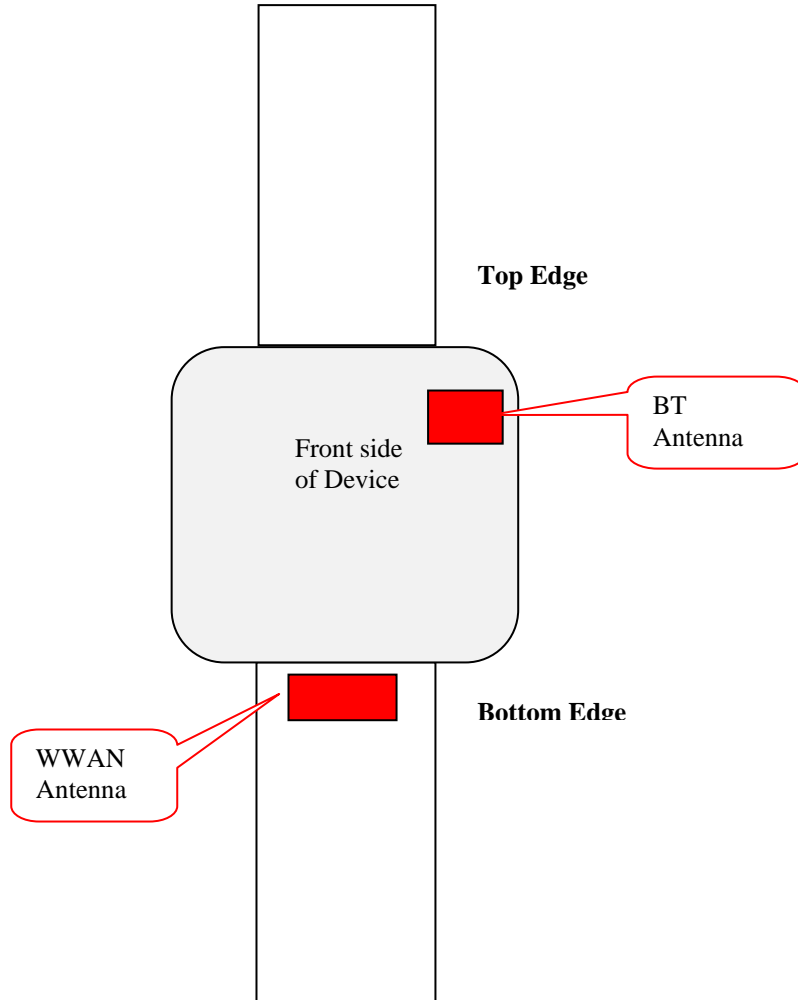 Top Edge
BT
Antenna
Front side
of Device
Bottom Edge
WWAN
Antenna